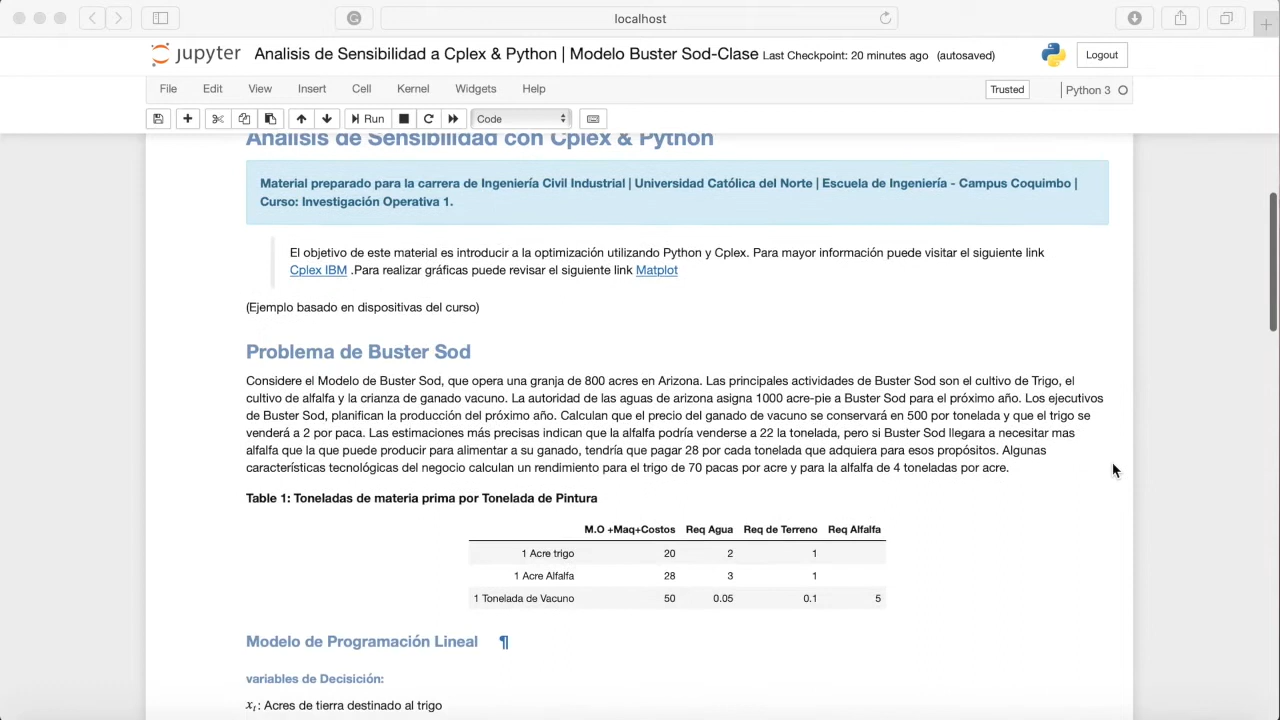 localhost
jupyter Analisis de Sensibilidad a Cplex & Python | Modelo Buster Sod-Clase Last Checkpoint: 20 minutes ago (autosaved)
Logout
File Edit View Insert Cell Kernel Widgets Help
Trusted
Python 3
Run
Code
Analisis de Sensibilidad con Cplex & Python
Material preparado para la carrera de Ingeniería Civil Industrial | Universidad Católica del Norte | Escuela de Ingeniería - Campus Coquimbo |
Curso: Investigación Operativa 1.
El objetivo de este material es introducir a la optimización utilizando Python y Cplex. Para mayor información puede visitar el siguiente link
Cplex IBM .Para realizar gráficas puede revisar el siguiente link Matplot
(Ejemplo basado en dispositivas del curso)
Problema de Buster Sod
Considere el Modelo de Buster Sod, que opera una granja de 800 acres en Arizona. Las principales actividades de Buster Sod son el cultivo de Trigo, el
cultivo de alfalfa y la crianza de ganado vacuno. La autoridad de las aguas de arizona asigna 1000 acre-pie a Buster Sod para el próximo año. Los ejecutivos
de Buster Sod, planifican la producción del próximo año. Calculan que el precio del ganado de vacuno se conservará en 500 por tonelada y que el trigo se
venderá a 2 por paca. Las estimaciones más precisas indican que la alfalfa podría venderse a 22 la tonelada, pero si Buster Sod llegara a necesitar mas
alfalfa que la que puede producir para alimentar a su ganado, tendría que pagar 28 por cada tonelada que adquiera para esos propósitos. Algunas
características tecnológicas del negocio calculan un rendimiento para el trigo de 70 pacas por acre y para la alfalfa de 4 toneladas por acre.
Table 1: Toneladas de materia prima por Tonelada de Pintura
M.O +Maq+Costos Req Agua Req de Terreno Req Alfalfa
1 Acre trigo 20 2 1
1 Acre Alfalfa 28 3 1
1 Tonelada de Vacuno 50 0.05 0.1 5
Modelo de Programación Lineal ¶
variables de Decisición:
x_t: Acres de tierra destinado al trigo